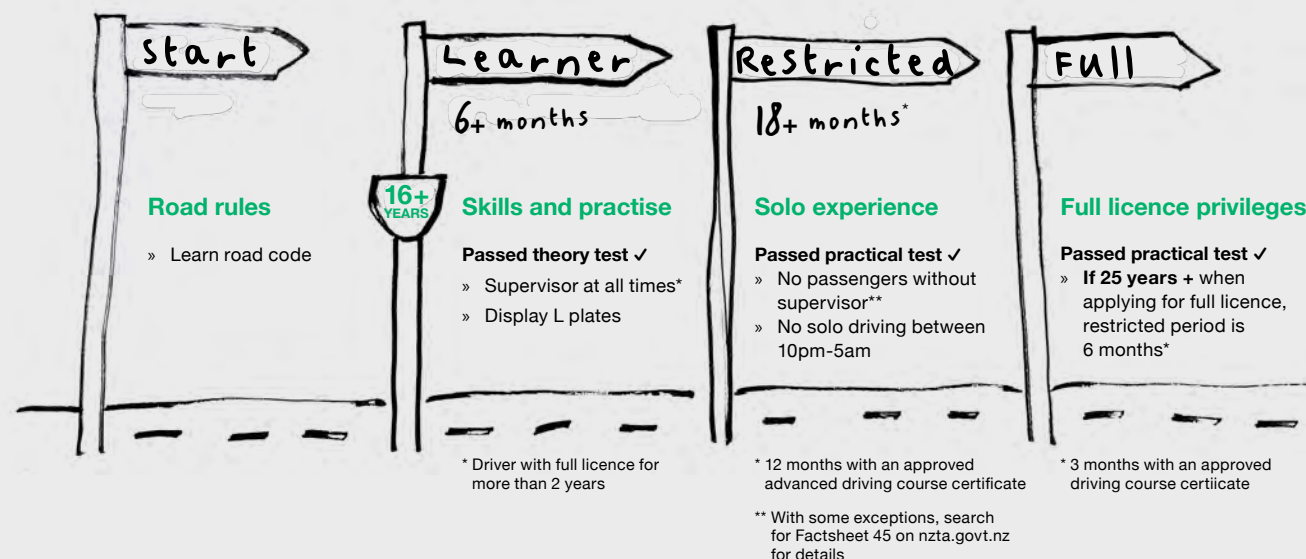 Start
Road rules
» Learn road code
Learner
6+ months
16+
YEARS
Skills and practise
Passed theory test ✓
» Supervisor at all times*
» Display L plates
* Driver with full licence for
more than 2 years
Restricted
18+ months*
Solo experience
Passed practical test ✓
» No passengers without
supervisor**
» No solo driving between
10pm-5am
* 12 months with an approved
advanced driving course certificate
** With some exceptions, search
for Factsheet 45 on nzta.govt.nz
for details
Full
Full licence privileges
Passed practical test ✓
» If 25 years + when
applying for full licence,
restricted period is
6 months*
* 3 months with an approved
driving course certiicate